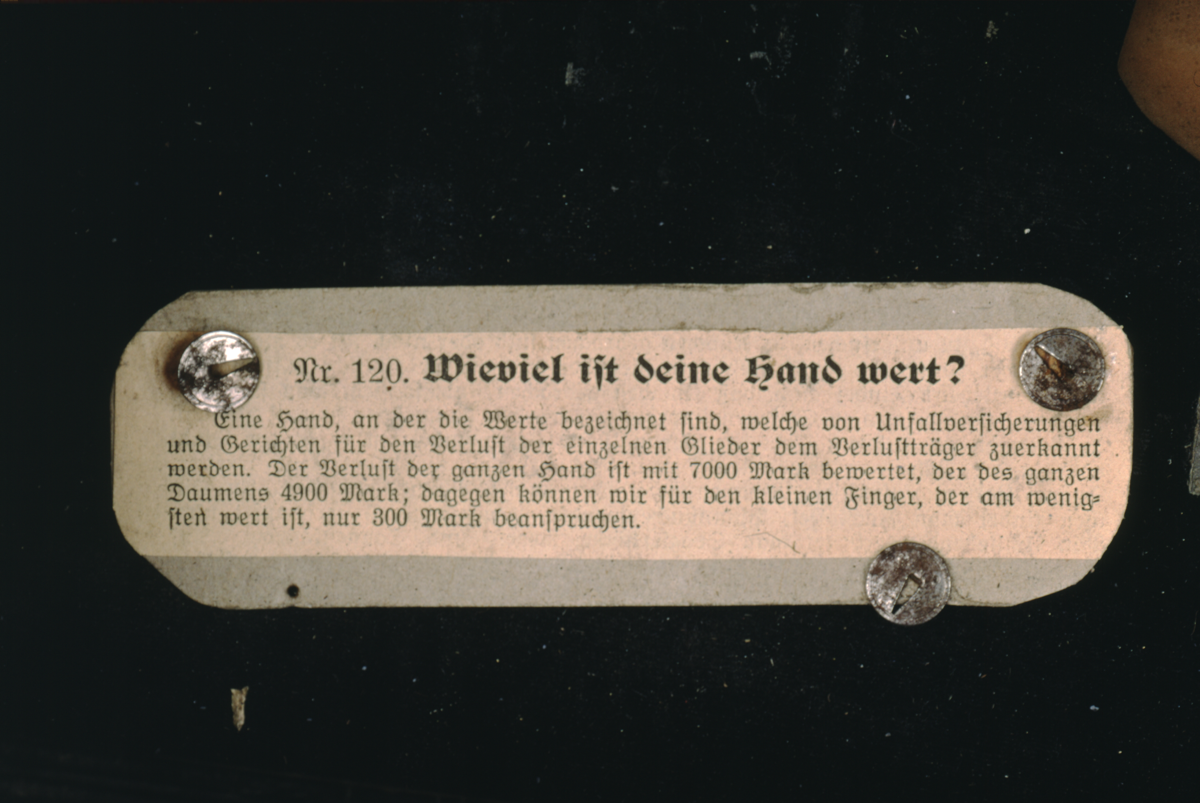 Nr. 120. Wieviel ist deine Hand wert?
Eine Hand, an der die Werte bezeichnet sind, welche von Unfallversicherungen
und Gerichten für den Verlust der einzelnen Glieder dem Verlustträger zuerkannt
werden. Der Verlust der ganzen Hand ist mit 7000 Mark bewertet, der des ganzen
Daumens 4900 Mark; dagegen können wir für den kleinen Finger, der am wenig-
sten wert ist, nur 300 Mark beanspruchen.